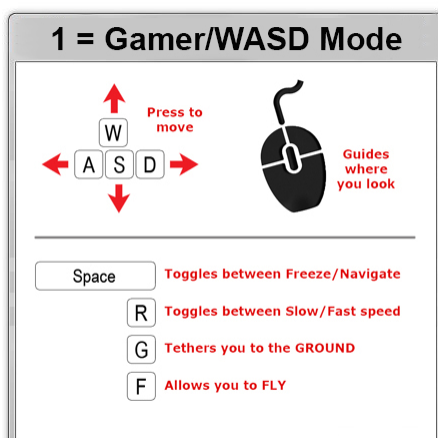 1 = Gamer/WASD Mode
W
Press to
move
A S D
Guides
where
you look
Space Toggles between Freeze/Navigate
R Toggles between Slow/Fast speed
G Tethers you to the GROUND
F Allows you to FLY